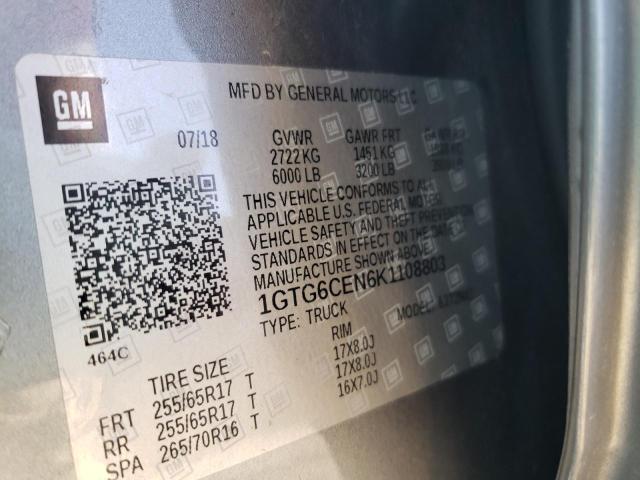 GM
MFD BY GENERAL MOTORS LLC
07/18 GVWR GAWR FRT
2722 KG 1451 KG
6000 LB 3200 LB
THIS VEHICLE CONFORMS TO ALL
APPLICABLE U.S. FEDERAL MOTOR
VEHICLE SAFETY AND THEFT PREVENTION
STANDARDS IN EFFECT ON THE DATE OF
MANUFACTURE SHOWN ABOVE.
1GTG6CEN6K1108803
TYPE: TRUCK MODEL:
464C
TIRE SIZE RIM
FRT 255/65R17 T 17X8.0J
RR 255/65R17 T 17X8.0J
SPA 265/70R16 T 16X7.0J